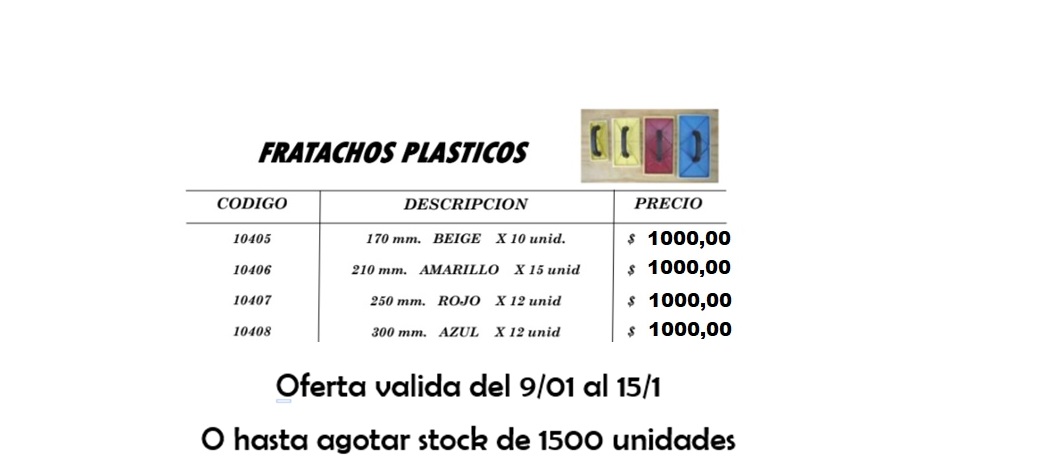 FRATACHOS PLASTICOS
CODIGO DESCRIPCION PRECIO
10405 170 mm. BEIGE X 10 unid. $ 1000,00
10406 210 mm. AMARILLO X 15 unid $ 1000,00
10407 250 mm. ROJO X 12 unid $ 1000,00
10408 300 mm. AZUL X 12 unid $ 1000,00
Oferta valida del 9/01 al 15/1
O hasta agotar stock de 1500 unidades